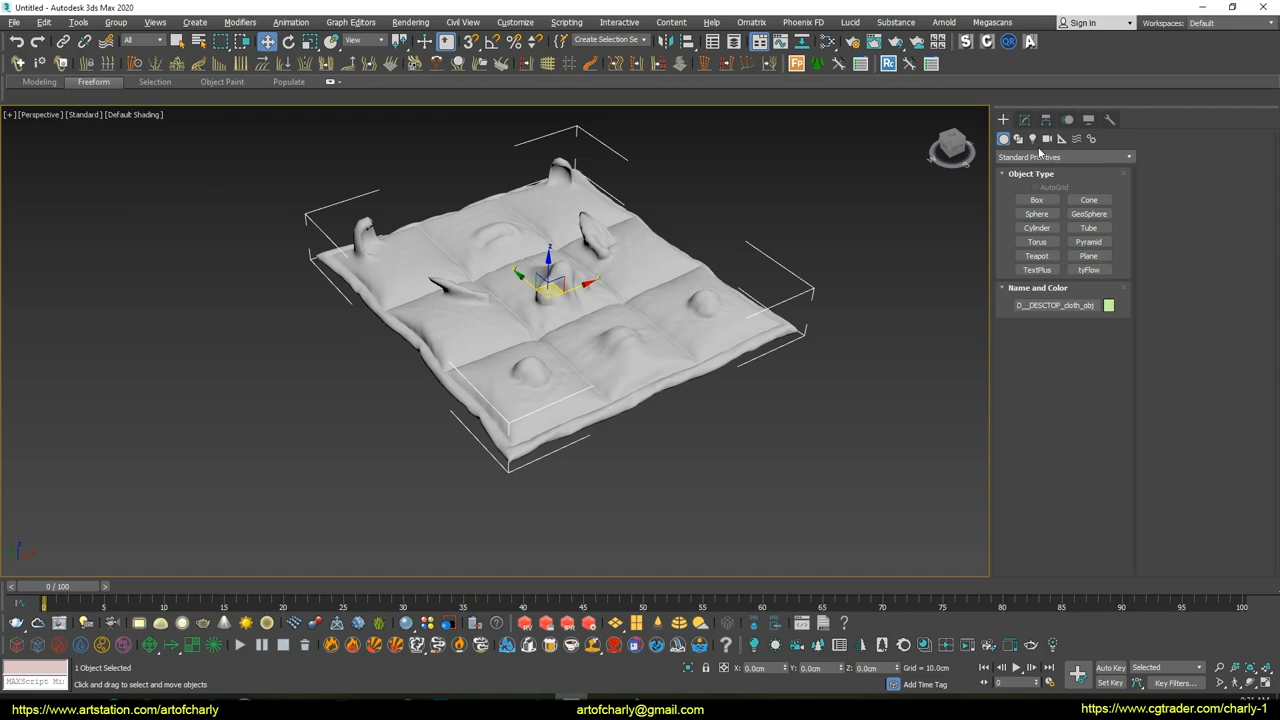 Untitled - Autodesk 3ds Max 2020
File Edit Tools Group Views Create Modifiers Animation Graph Editors Rendering Civil View Customize Scripting Interactive Content Help Ornatrix Phoenix FD Lucid Substance Arnold Megascans Sign In Workspaces: Default
All View Create Selection Se
Modeling Freeform Selection Object Paint Populate
[+] [Perspective] [Standard] [Default Shading]
Standard Primitives
Object Type
AutoGrid
Box Cone
Sphere GeoSphere
Cylinder Tube
Torus Pyramid
Teapot Plane
TextPlus tyFlow
Name and Color
D__DESCTOP_cloth_obj
0 / 100
0 5 10 15 20 25 30 35 40 45 50 55 60 65 70 75 80 85 90 95 100
1 Object Selected X: 0.0cm Y: 0.0cm Z: 0.0cm Grid = 10.0cm Auto Key Selected
MAXScript Mi Click and drag to select and move objects Add Time Tag 0 Set Key Key Filters...
https://www.artstation.com/artofcharly artofcharly@gmail.com https://www.cgtrader.com/charly-1